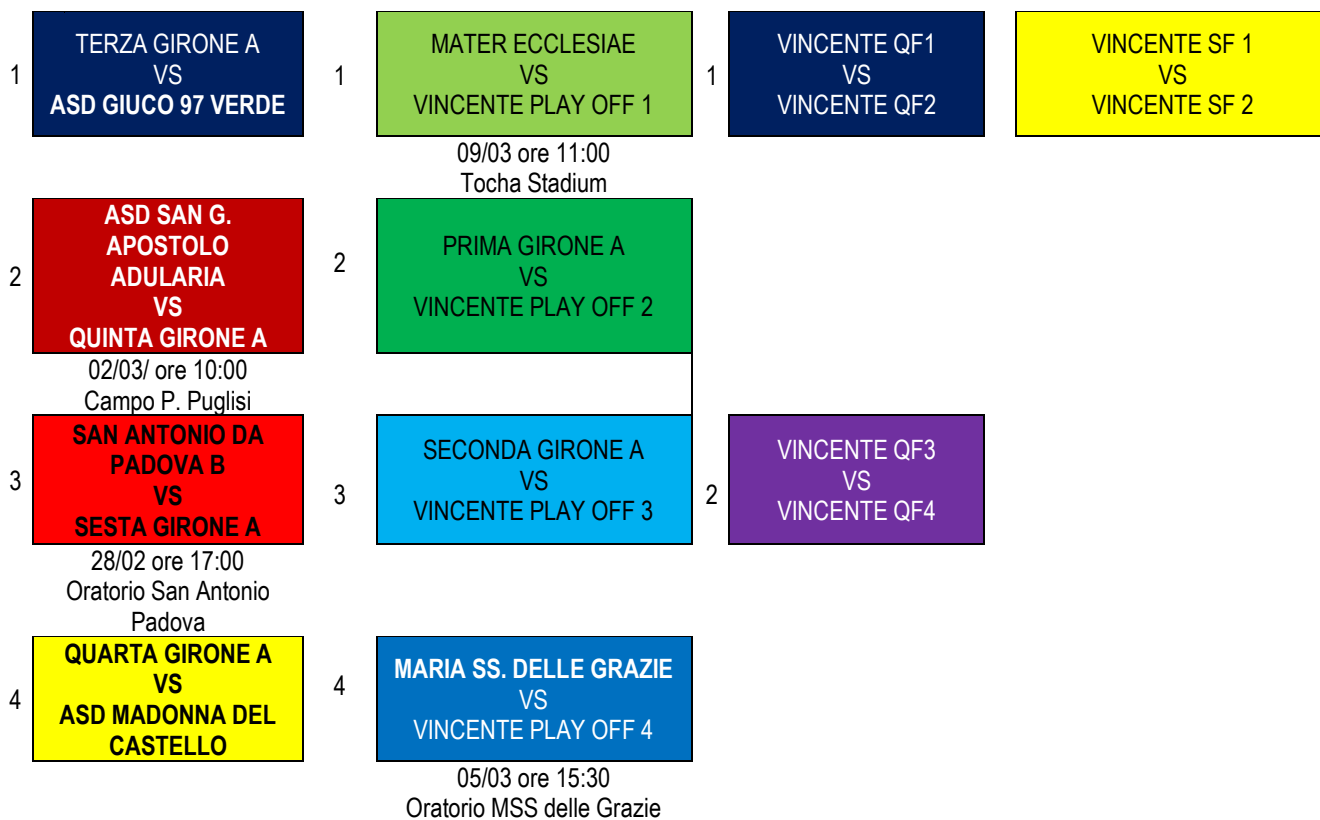 1
TERZA GIRONE A
VS
ASD GIUCO 97 VERDE
1
MATER ECCLESIAE
VS
VINCENTE PLAY OFF 1
09/03 ore 11:00
Tocha Stadium
1
VINCENTE QF1
VS
VINCENTE QF2
VINCENTE SF 1
VS
VINCENTE SF 2
2
ASD SAN G.
APOSTOLO
ADULARIA
VS
QUINTA GIRONE A
02/03/ ore 10:00
Campo P. Puglisi
2
PRIMA GIRONE A
VS
VINCENTE PLAY OFF 2
3
SAN ANTONIO DA
PADOVA B
VS
SESTA GIRONE A
28/02 ore 17:00
Oratorio San Antonio
Padova
3
SECONDA GIRONE A
VS
VINCENTE PLAY OFF 3
2
VINCENTE QF3
VS
VINCENTE QF4
4
QUARTA GIRONE A
VS
ASD MADONNA DEL
CASTELLO
4
MARIA SS. DELLE GRAZIE
VS
VINCENTE PLAY OFF 4
05/03 ore 15:30
Oratorio MSS delle Grazie